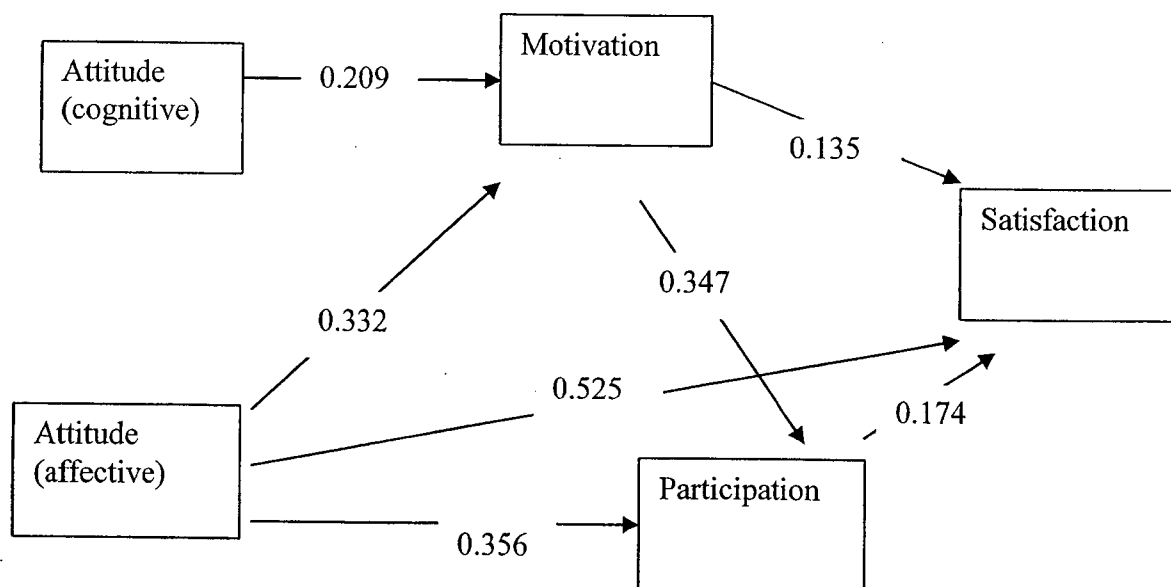 Attitude
(cognitive)
0.209
Motivation
0.135
Satisfaction
0.332
0.347
0.525
0.174
Attitude
(affective)
0.356
Participation